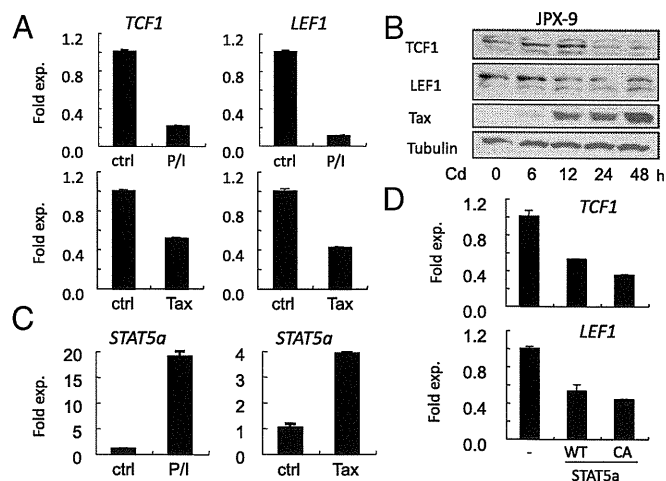 A
TCF1
LEF1
Fold exp.
1.2
0.8
0.4
0.0
ctrl P/I
1.2
0.8
0.4
0.0
ctrl P/I
Fold exp.
1.2
0.8
0.4
0.0
ctrl Tax
1.2
0.8
0.4
0.0
ctrl Tax
B
JPX-9
TCF1
LEF1
Tax
Tubulin
Cd 0 6 12 24 48 h
C
STAT5a
Fold exp.
20
15
10
5
0
ctrl P/I
STAT5a
4
3
2
1
0
ctrl Tax
D
TCF1
Fold exp.
1.2
0.8
0.4
0.0
LEF1
Fold exp.
1.2
0.8
0.4
0.0
- WT CA
STAT5a